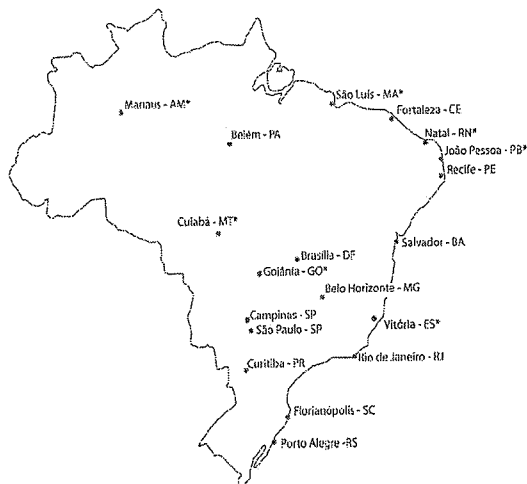 São Luís - MA*
Manaus - AM*
Fortaleza - CE
Belém - PA
Natal - RN*
João Pessoa - PB*
Recife - PE
Cuiabá - MT*
Salvador - BA
Brasília - DF
Goiânia - GO*
Belo Horizonte - MG
Campinas - SP
Vitória - ES*
São Paulo - SP
Rio de Janeiro - RJ
Curitiba - PR
Florianópolis - SC
Porto Alegre -RS